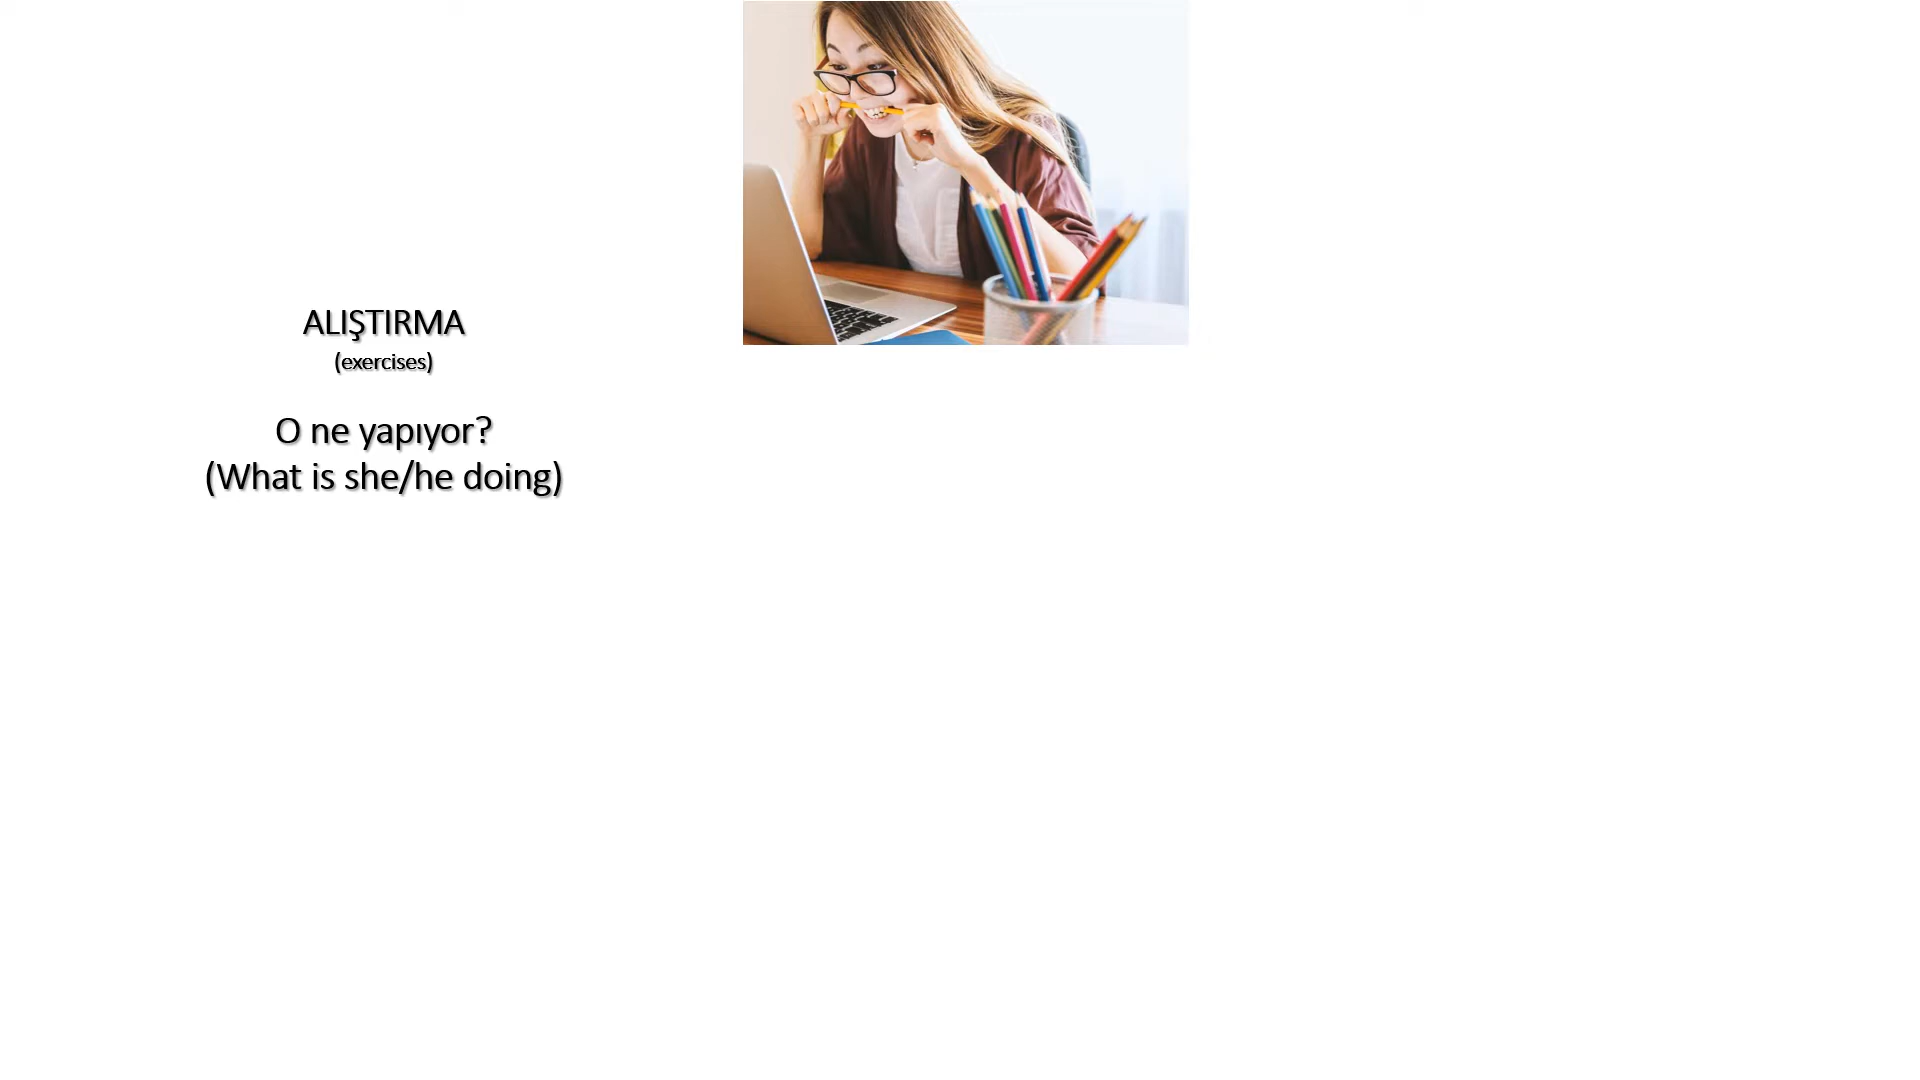 ALIŞTIRMA
(exercises)
O ne yapıyor?
(What is she/he doing)